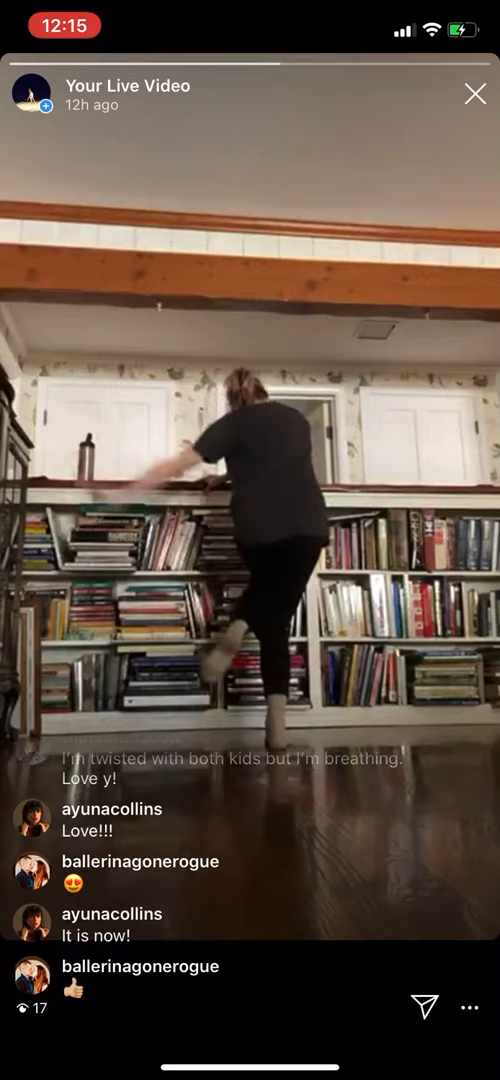 12:15
Your Live Video
12h ago
I'm twisted with both kids but I'm breathing.
Love y!
ayunacollins
Love!!!
ballerinagonerogue
😍
ayunacollins
It is now!
ballerinagonerogue
👍🏼
17